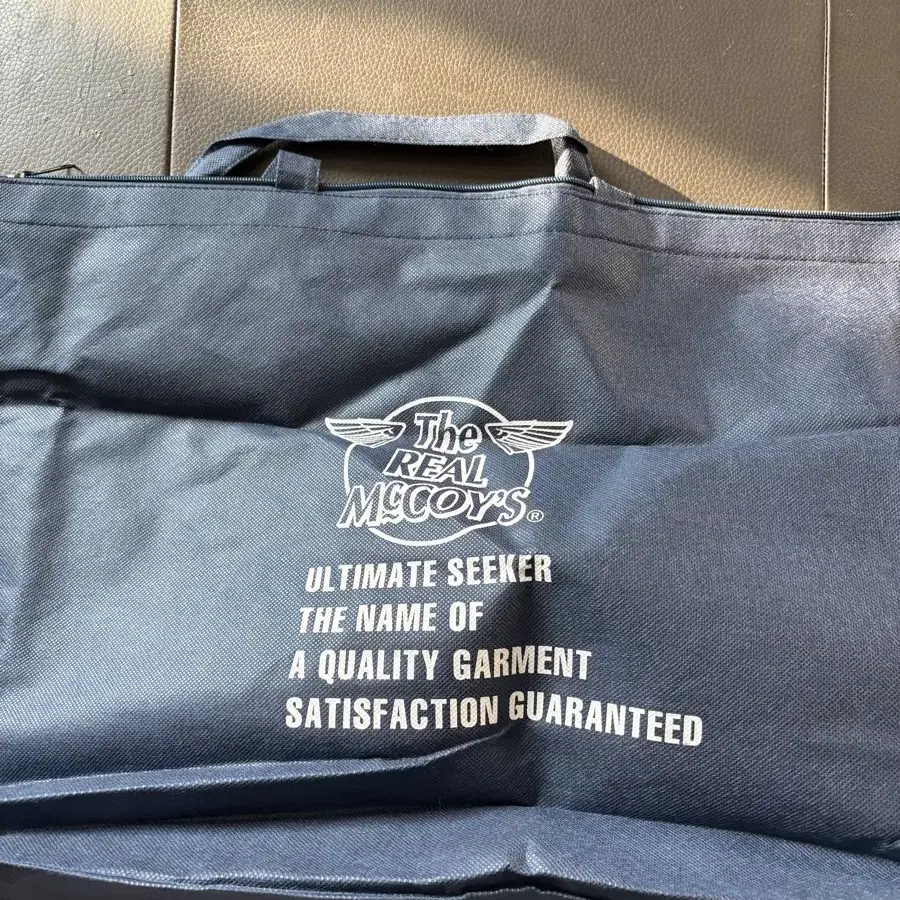 The
REAL
McCOY'S®
ULTIMATE SEEKER
THE NAME OF
A QUALITY GARMENT
SATISFACTION GUARANTEED